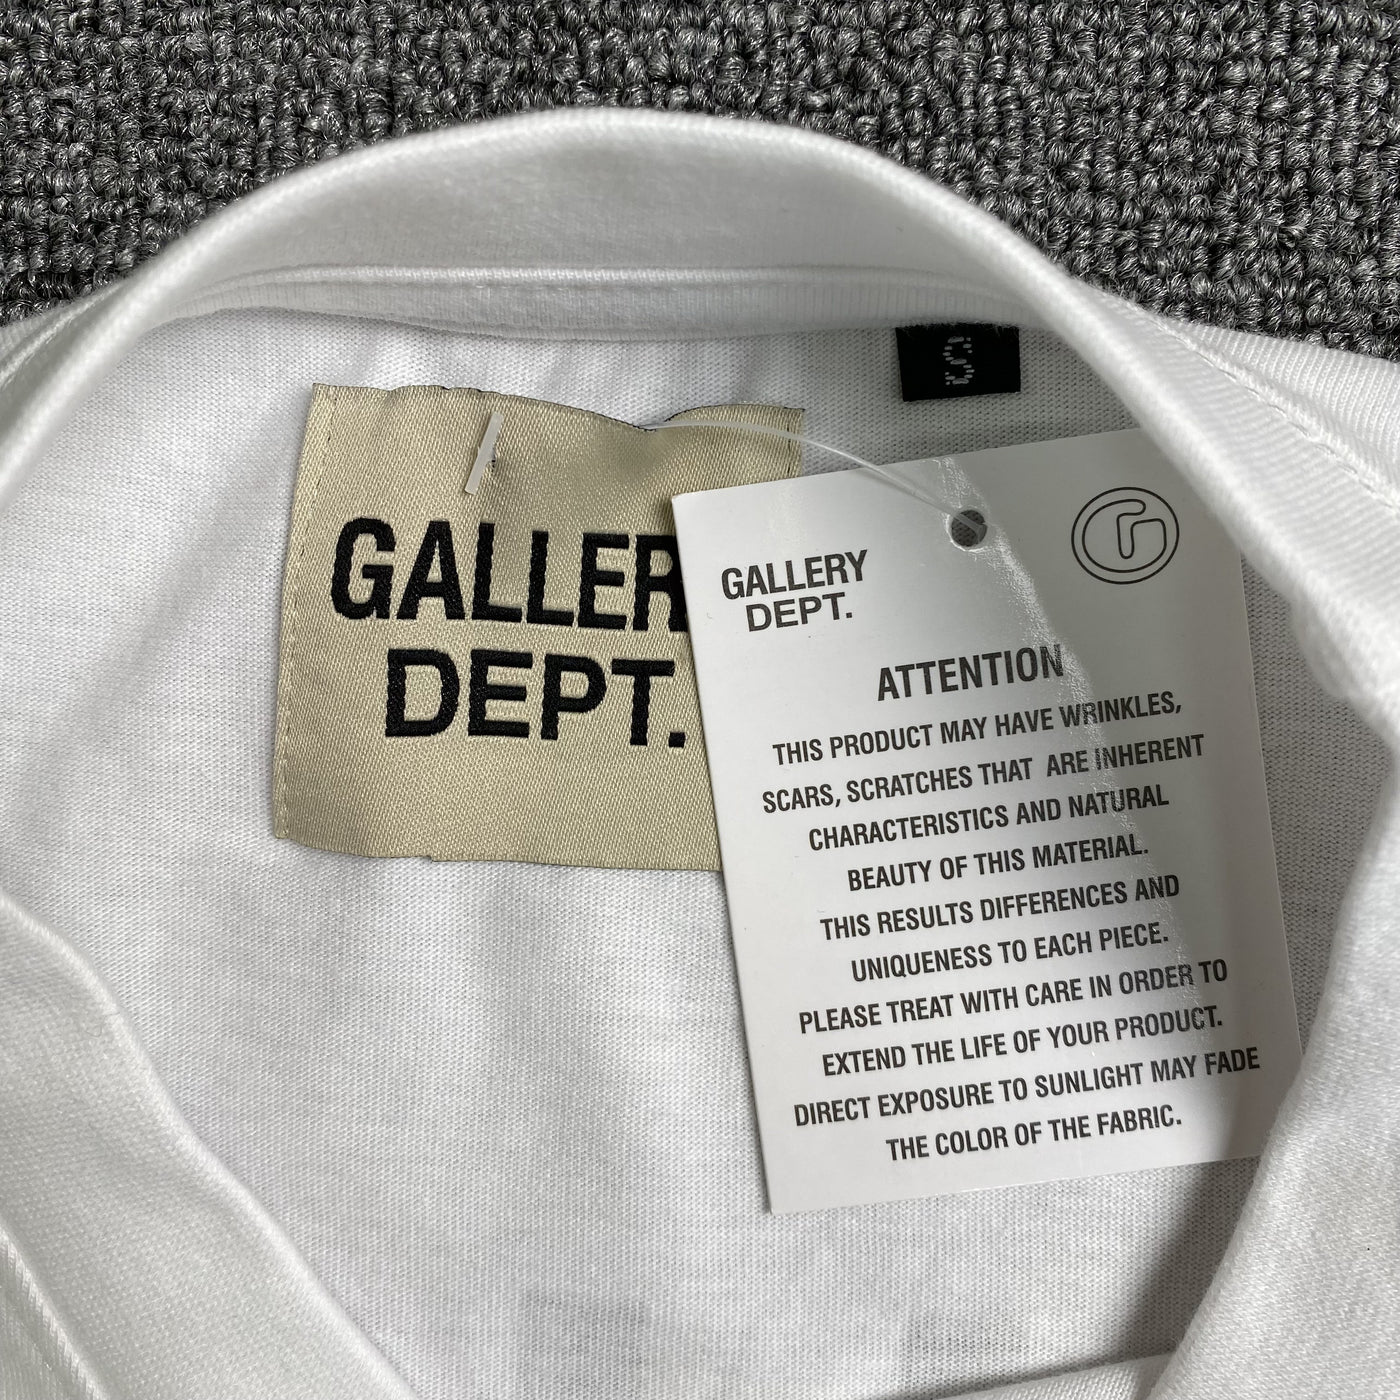 S
GALLER
DEPT.
GALLERY
DEPT.
G
ATTENTION
THIS PRODUCT MAY HAVE WRINKLES,
SCARS, SCRATCHES THAT ARE INHERENT
CHARACTERISTICS AND NATURAL
BEAUTY OF THIS MATERIAL.
THIS RESULTS DIFFERENCES AND
UNIQUENESS TO EACH PIECE.
PLEASE TREAT WITH CARE IN ORDER TO
EXTEND THE LIFE OF YOUR PRODUCT.
DIRECT EXPOSURE TO SUNLIGHT MAY FADE
THE COLOR OF THE FABRIC.